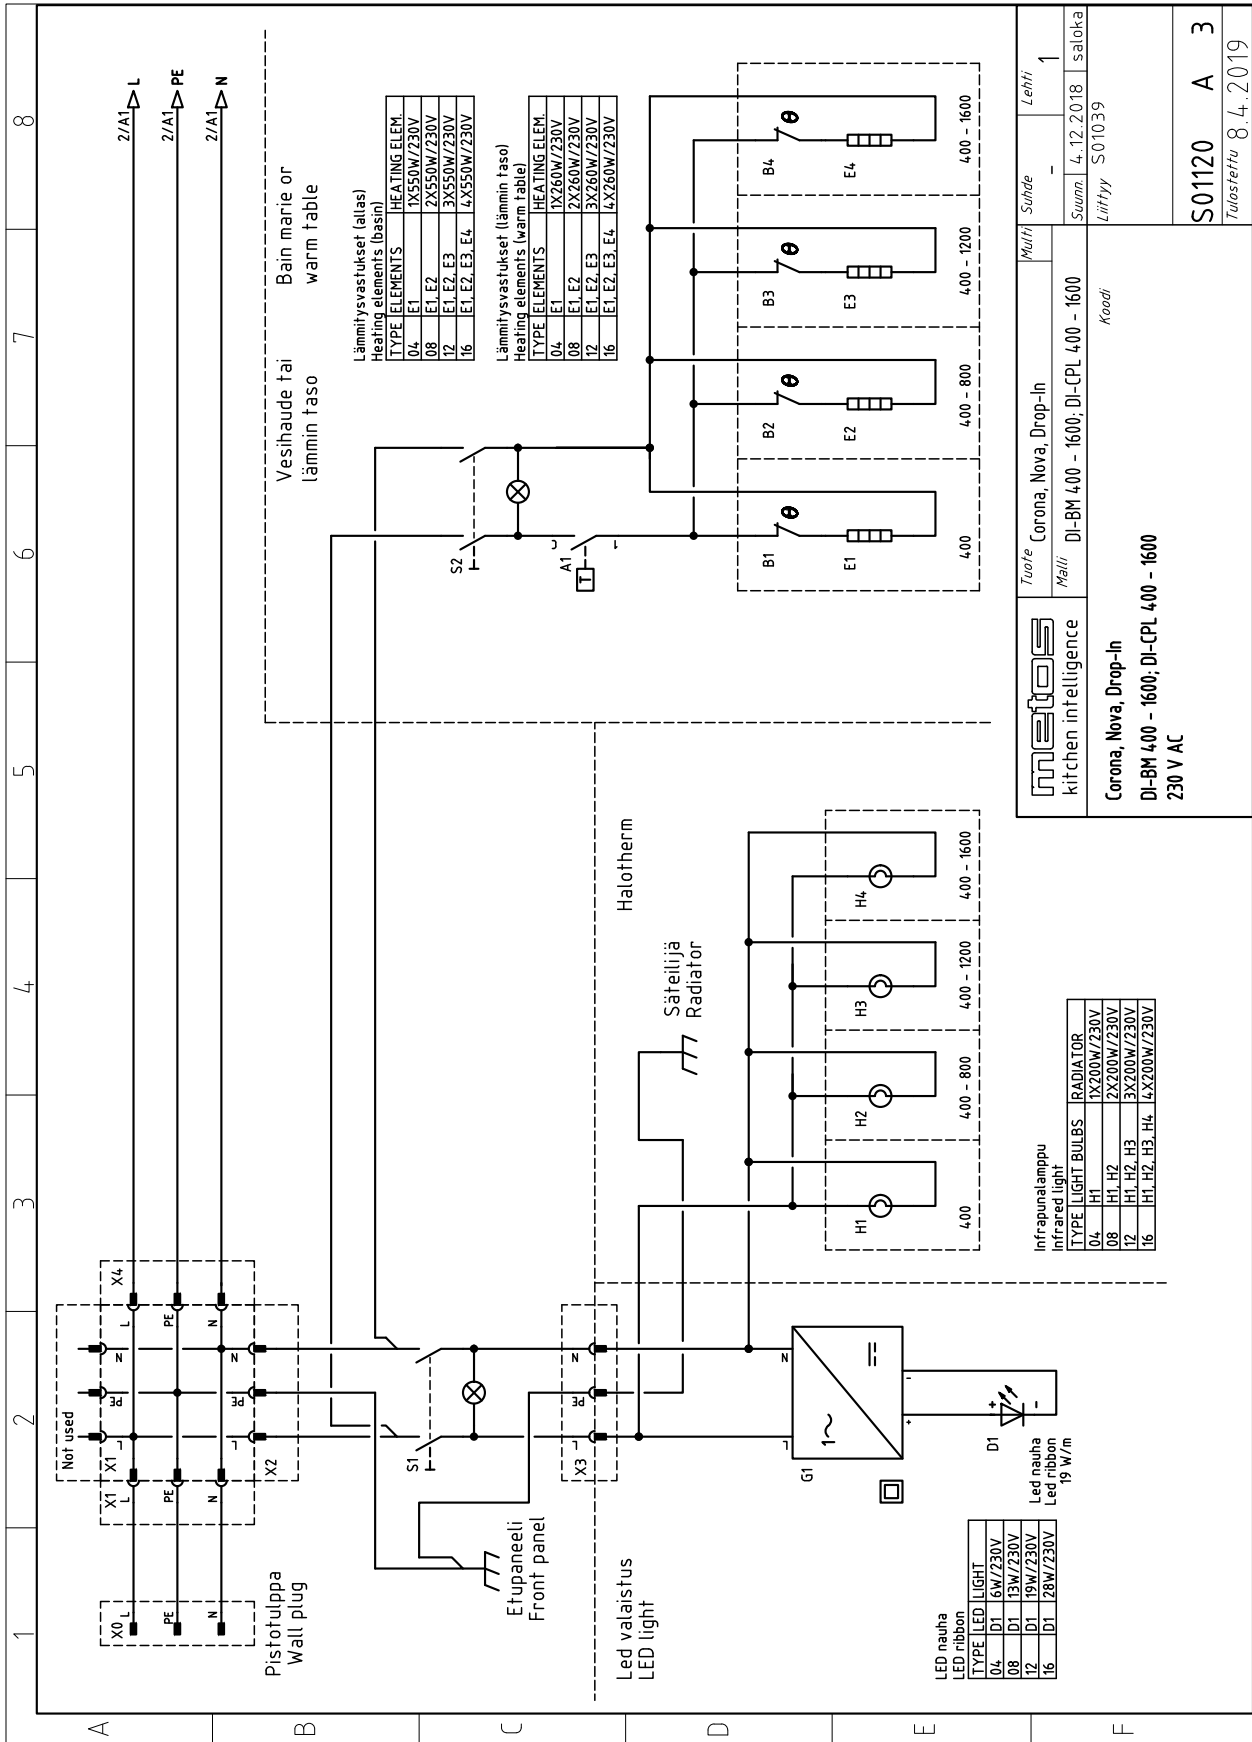 1 2 3 4 5 6 7 8
A
B
C
D
E
F
2/A1 L
2/A1 PE
2/A1 N
X0
L
PE
N
Pistotulppa
Wall plug
Not used
X1
X1
L
PE
N
L
PE
N
X4
L
PE
N
L
PE
N
X2
Vesihaude tai
lämmin taso
Bain marie or
warm table
Lämmitysvastukset (allas)
Heating elements (basin)
TYPE ELEMENTS HEATING ELEM.
04 E1 1X550W/230V
08 E1, E2 2X550W/230V
12 E1, E2, E3 3X550W/230V
16 E1, E2, E3, E4 4X550W/230V
Lämmitysvastukset (lämmin taso)
Heating elements (warm table)
TYPE ELEMENTS HEATING ELEM.
04 E1 1X260W/230V
08 E1, E2 2X260W/230V
12 E1, E2, E3 3X260W/230V
16 E1, E2, E3, E4 4X260W/230V
S1
S2
A1
T
C
1
B1 θ
B2 θ
B3 θ
B4 θ
E1
E2
E3
E4
400
400 - 800
400 - 1200
400 - 1600
Etupaneeli
Front panel
X3
L
PE
N
Led valaistus
LED light
Halotherm
Säteilijä
Radiator
H1
H2
H3
H4
400
400 - 800
400 - 1200
400 - 1600
G1
L
N
1~
+
-
D1
+
-
Led nauha
Led ribbon
19 W/m
LED nauha
LED ribbon
TYPE LED LIGHT
04 D1 6W/230V
08 D1 13W/230V
12 D1 19W/230V
16 D1 28W/230V
Infrapunalamppu
Infrared light
TYPE LIGHT BULBS RADIATOR
04 H1 1X200W/230V
08 H1, H2 2X200W/230V
12 H1, H2, H3 3X200W/230V
16 H1, H2, H3, H4 4X200W/230V
metos
kitchen intelligence
Tuote Corona, Nova, Drop-In
Malli DI-BM 400 - 1600; DI-CPL 400 - 1600
Multi Suhde Lehti
- 1
Suunn. 4.12.2018 saloka
Liittyy S01039
Corona, Nova, Drop-In
DI-BM 400 - 1600; DI-CPL 400 - 1600
230 V AC
Koodi
S01120 A 3
Tulostettu 8.4.2019